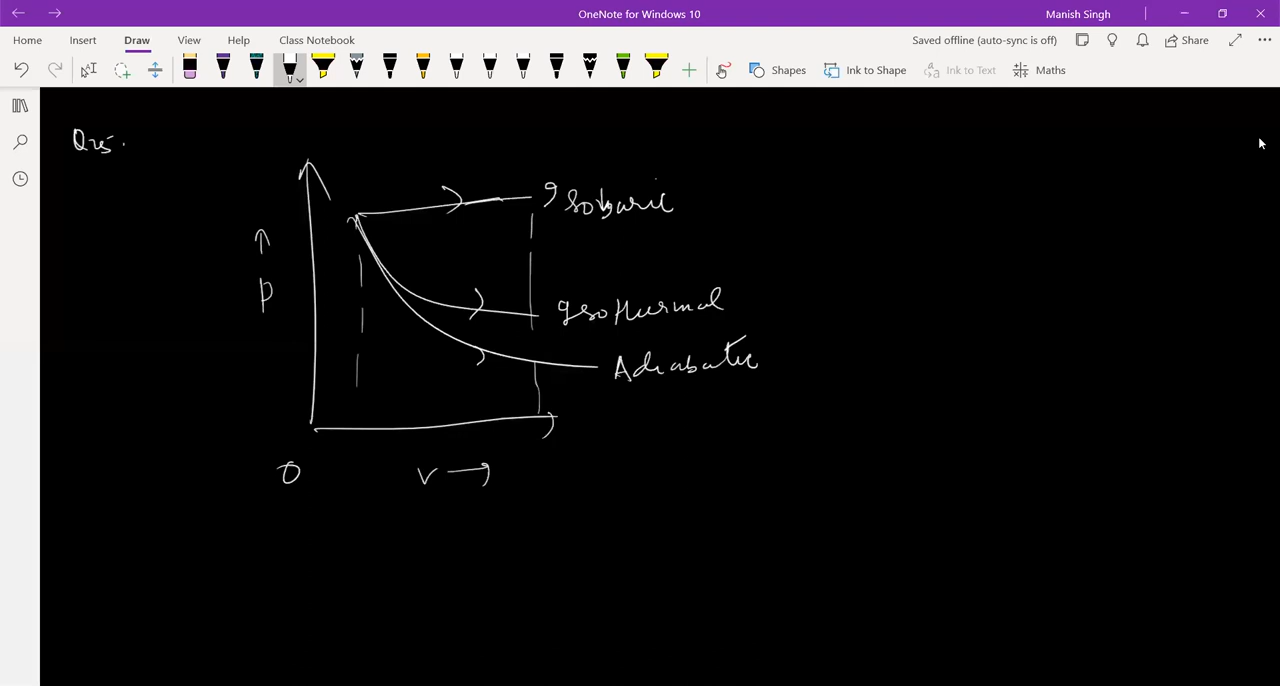 OneNote for Windows 10
Manish Singh
Home Insert Draw View Help Class Notebook
Saved offline (auto-sync is off) Share
Shapes Ink to Shape Ink to Text Maths
Isobaric
P
Isothermal
Adiabatic
O V